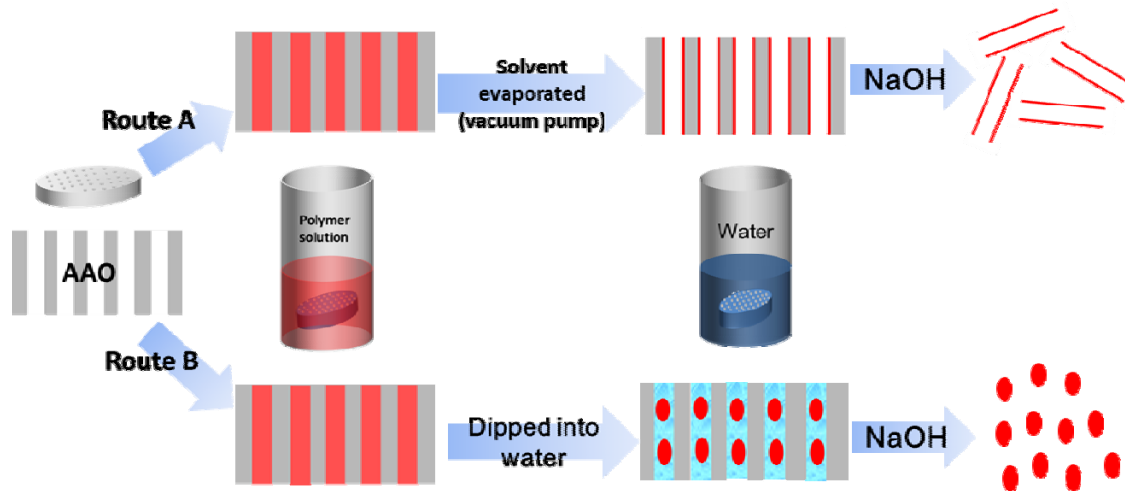 Route A
Solvent
evaporated
(vacuum pump)
NaOH
Polymer
solution
Water
AAO
Route B
Dipped into
water
NaOH